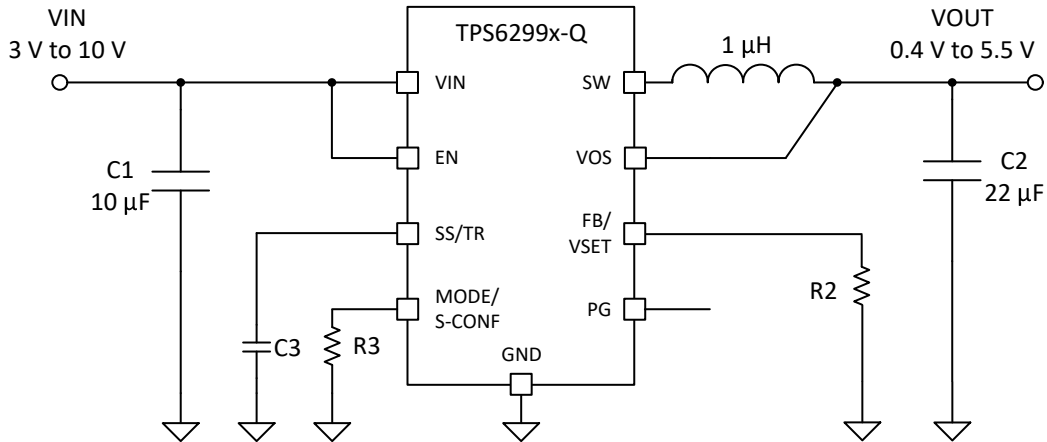 VIN
3 V to 10 V
TPS6299x-Q
1 µH
VOUT
0.4 V to 5.5 V
VIN
SW
EN
VOS
C1
10 µF
C2
22 µF
SS/TR
FB/
VSET
R2
MODE/
S-CONF
PG
C3
R3
GND